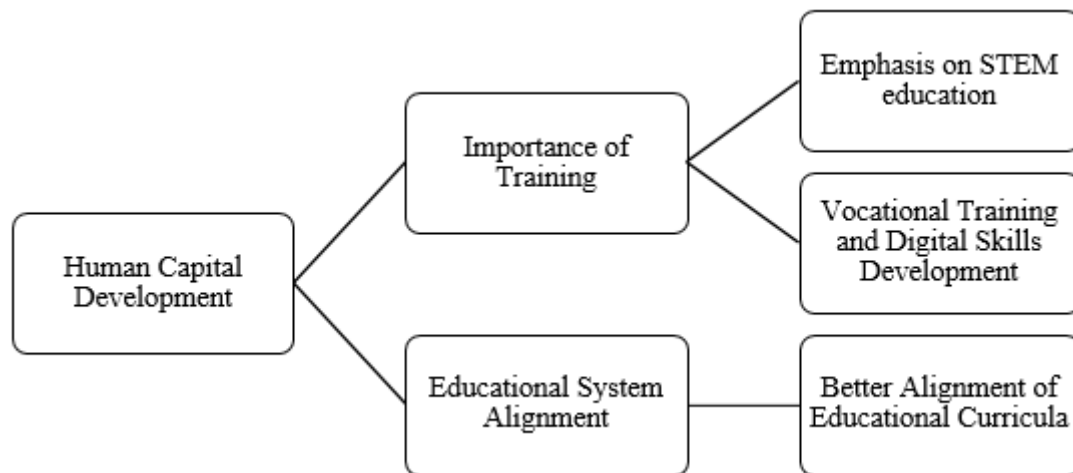 Human Capital
Development
Importance of
Training
Emphasis on STEM
education
Vocational Training
and Digital Skills
Development
Educational System
Alignment
Better Alignment of
Educational Curricula